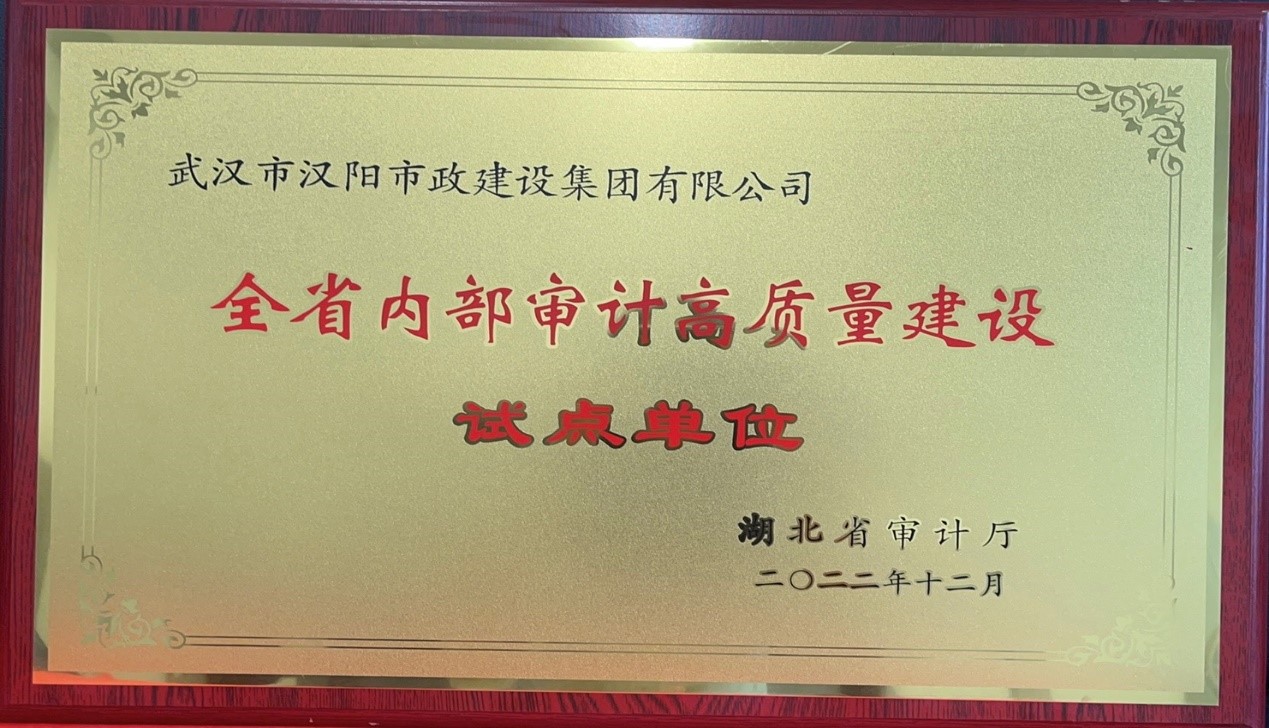 武汉市汉阳市政建设集团有限公司
全省内部审计高质量建设
试点单位
湖北省审计厅
二〇二二年十二月